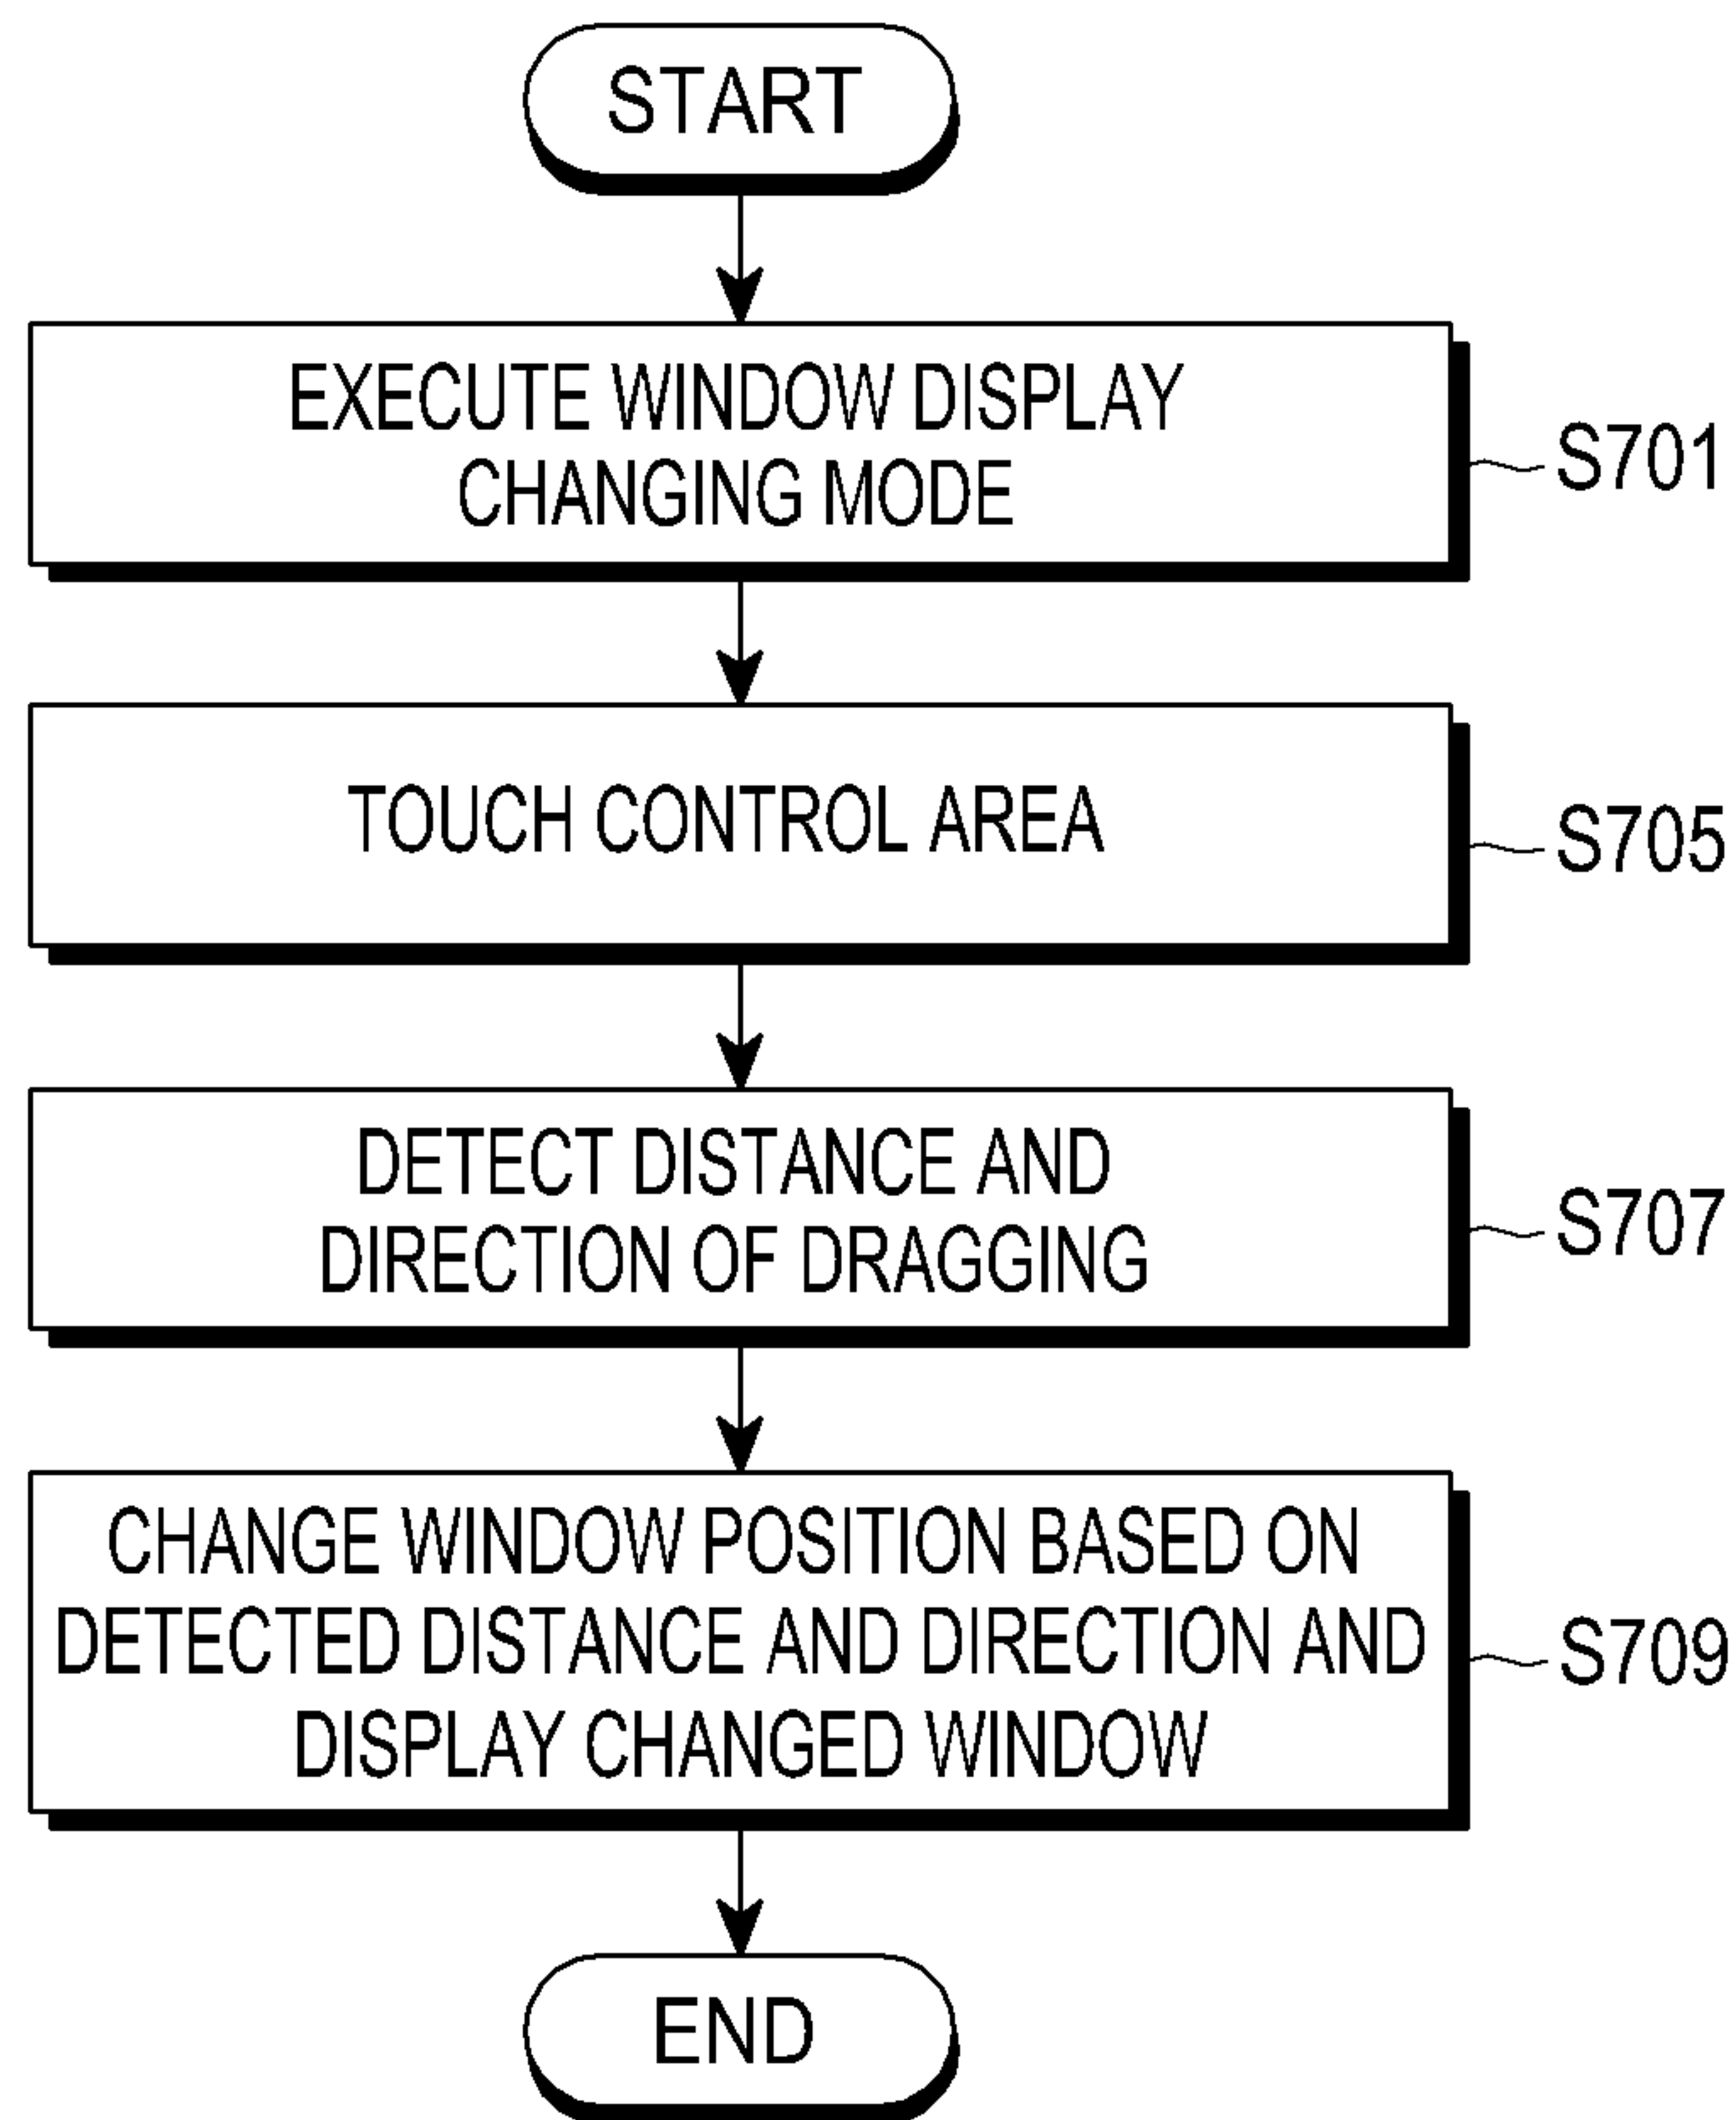 START
EXECUTE WINDOW DISPLAY
CHANGING MODE
S701
TOUCH CONTROL AREA
S705
DETECT DISTANCE AND
DIRECTION OF DRAGGING
S707
CHANGE WINDOW POSITION BASED ON
DETECTED DISTANCE AND DIRECTION AND
DISPLAY CHANGED WINDOW
S709
END